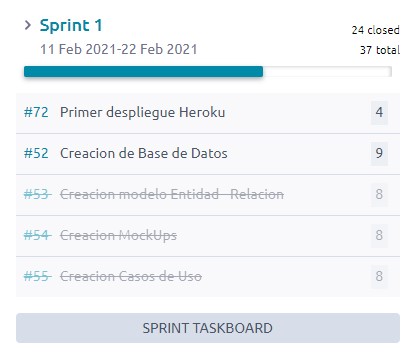 Sprint 1
24 closed
11 Feb 2021-22 Feb 2021
37 total
#72 Primer despliegue Heroku 4
#52 Creacion de Base de Datos 9
#53 Creacion modelo Entidad - Relacion 8
#54 Creacion MockUps 8
#55 Creacion Casos de Uso 8
SPRINT TASKBOARD